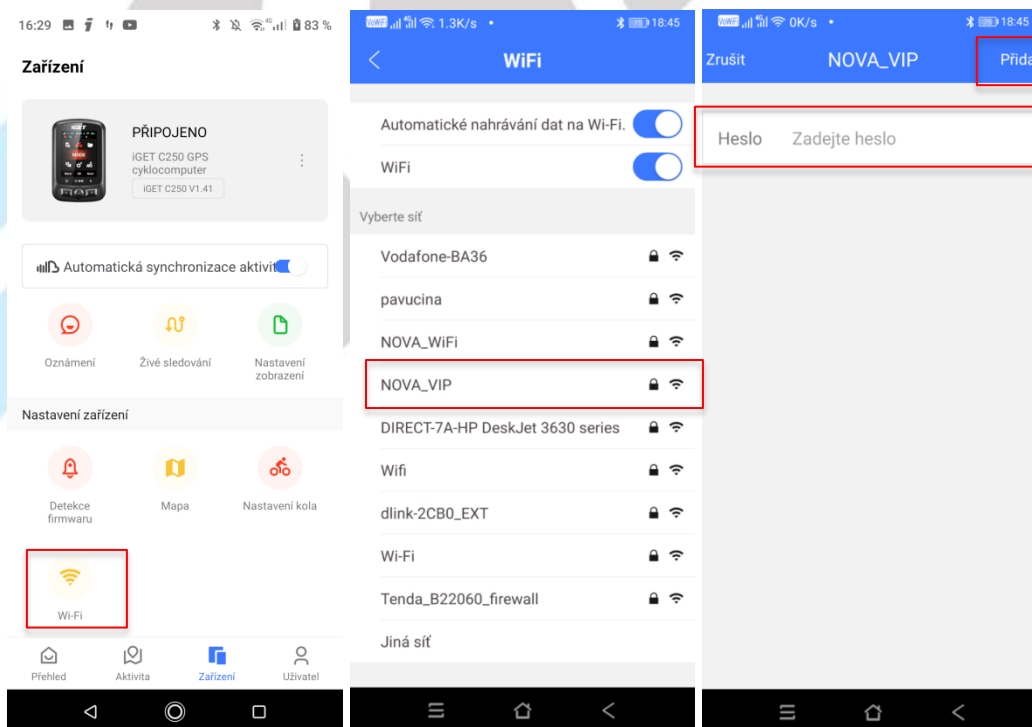 16:29
83 %
Zařízení
PŘIPOJENO
iGET C250 GPS
cyklocomputer
iGET C250 V1.41
Automatická synchronizace aktivit
Oznámení
Živé sledování
Nastavení
zobrazení
Nastavení zařízení
Detekce
firmwaru
Mapa
Nastavení kola
Wi-Fi
Přehled
Aktivita
Zařízení
Uživatel
VoWiFi 1.3K/s
18:45
WiFi
Automatické nahrávání dat na Wi-Fi.
WiFi
Vyberte síť
Vodafone-BA36
pavucina
NOVA_WiFi
NOVA_VIP
DIRECT-7A-HP DeskJet 3630 series
Wifi
dlink-2CB0_EXT
Wi-Fi
Tenda_B22060_firewall
Jiná síť
VoWiFi 0K/s
18:45
Zrušit
NOVA_VIP
Přida
Heslo
Zadejte heslo